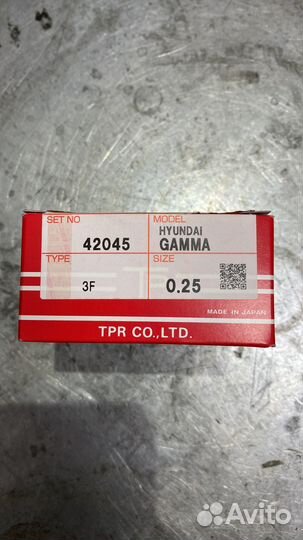 SET NO
MODEL
42045
HYUNDAI
GAMMA
TYPE
SIZE
3F
0.25
MADE IN JAPAN
TPR CO.,LTD.
Avito